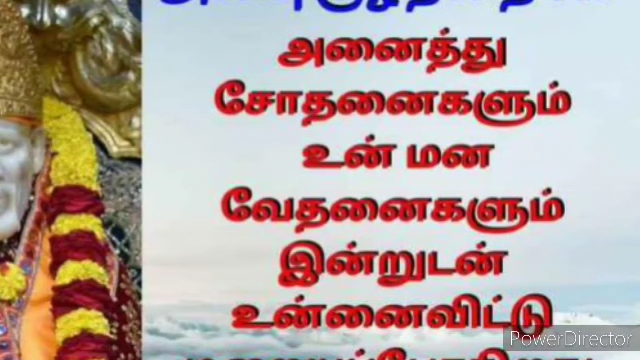 அனைத்து
சோதனைகளும்
உன் மன
வேதனைகளும்
இன்றுடன்
உன்னைவிட்டு
PowerDirector